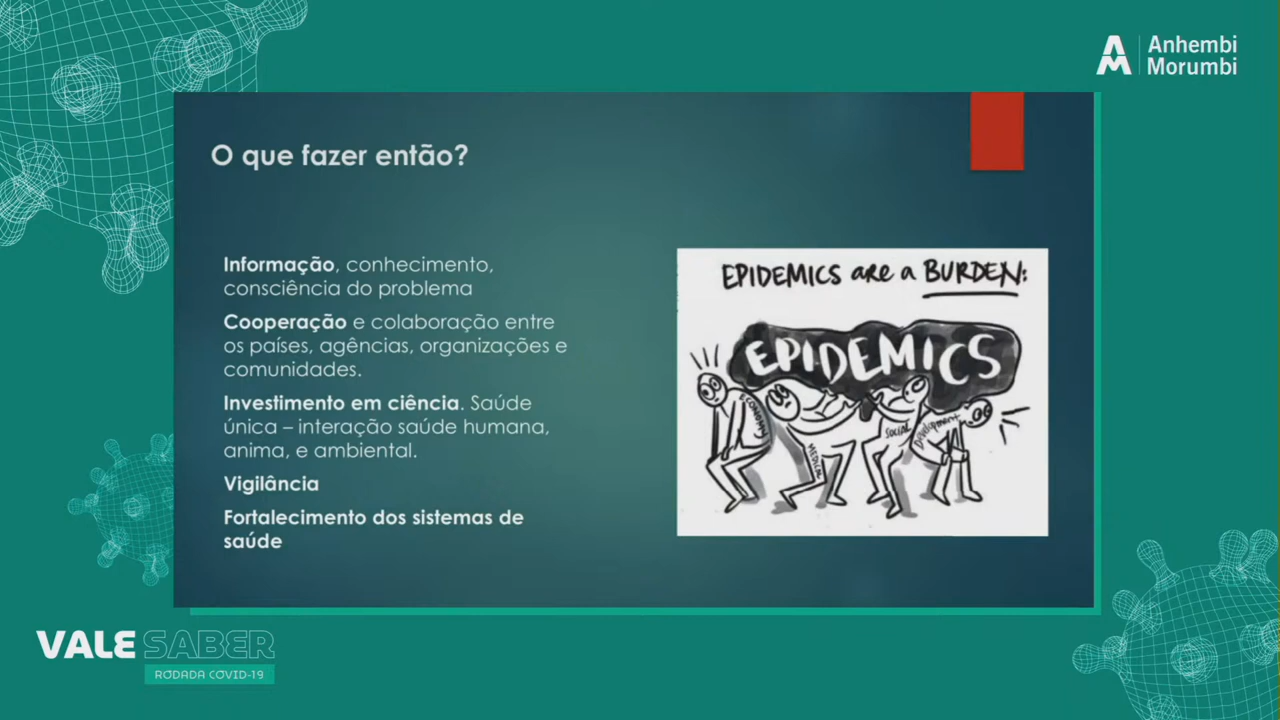 Anhembi
Morumbi
O que fazer então?
Informação, conhecimento,
consciência do problema
Cooperação e colaboração entre
os países, agências, organizações e
comunidades.
Investimento em ciência. Saúde
única – interação saúde humana,
anima, e ambiental.
Vigilância
Fortalecimento dos sistemas de
saúde
EPIDEMICS are a BURDEN:
EPIDEMICS
ECONOMY
MEDICAL
SOCIAL
Development
VALE SABER
RODADA COVID-19